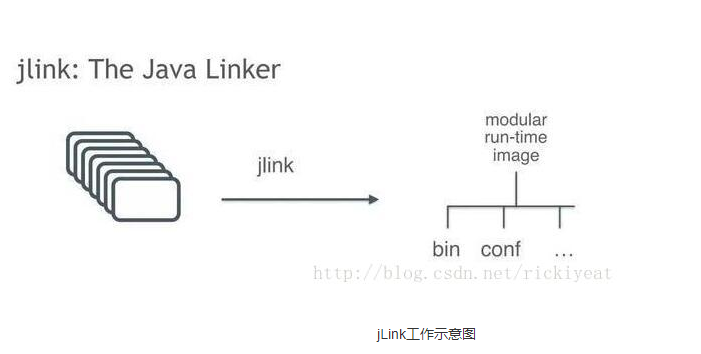 jlink: The Java Linker
jlink
modular
run-time
image
bin conf ...
http://blog.csdn.net/rickiyeat
jLink工作示意图